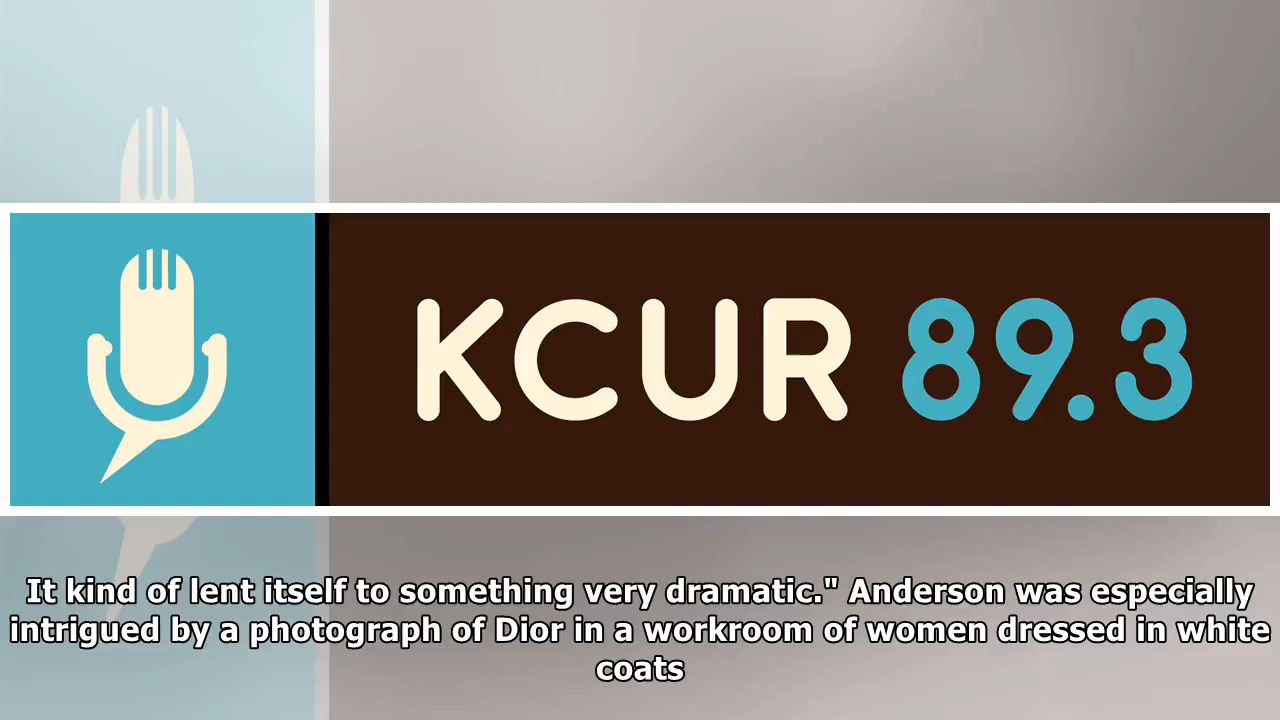 KCUR 89.3
It kind of lent itself to something very dramatic." Anderson was especially
intrigued by a photograph of Dior in a workroom of women dressed in white
coats